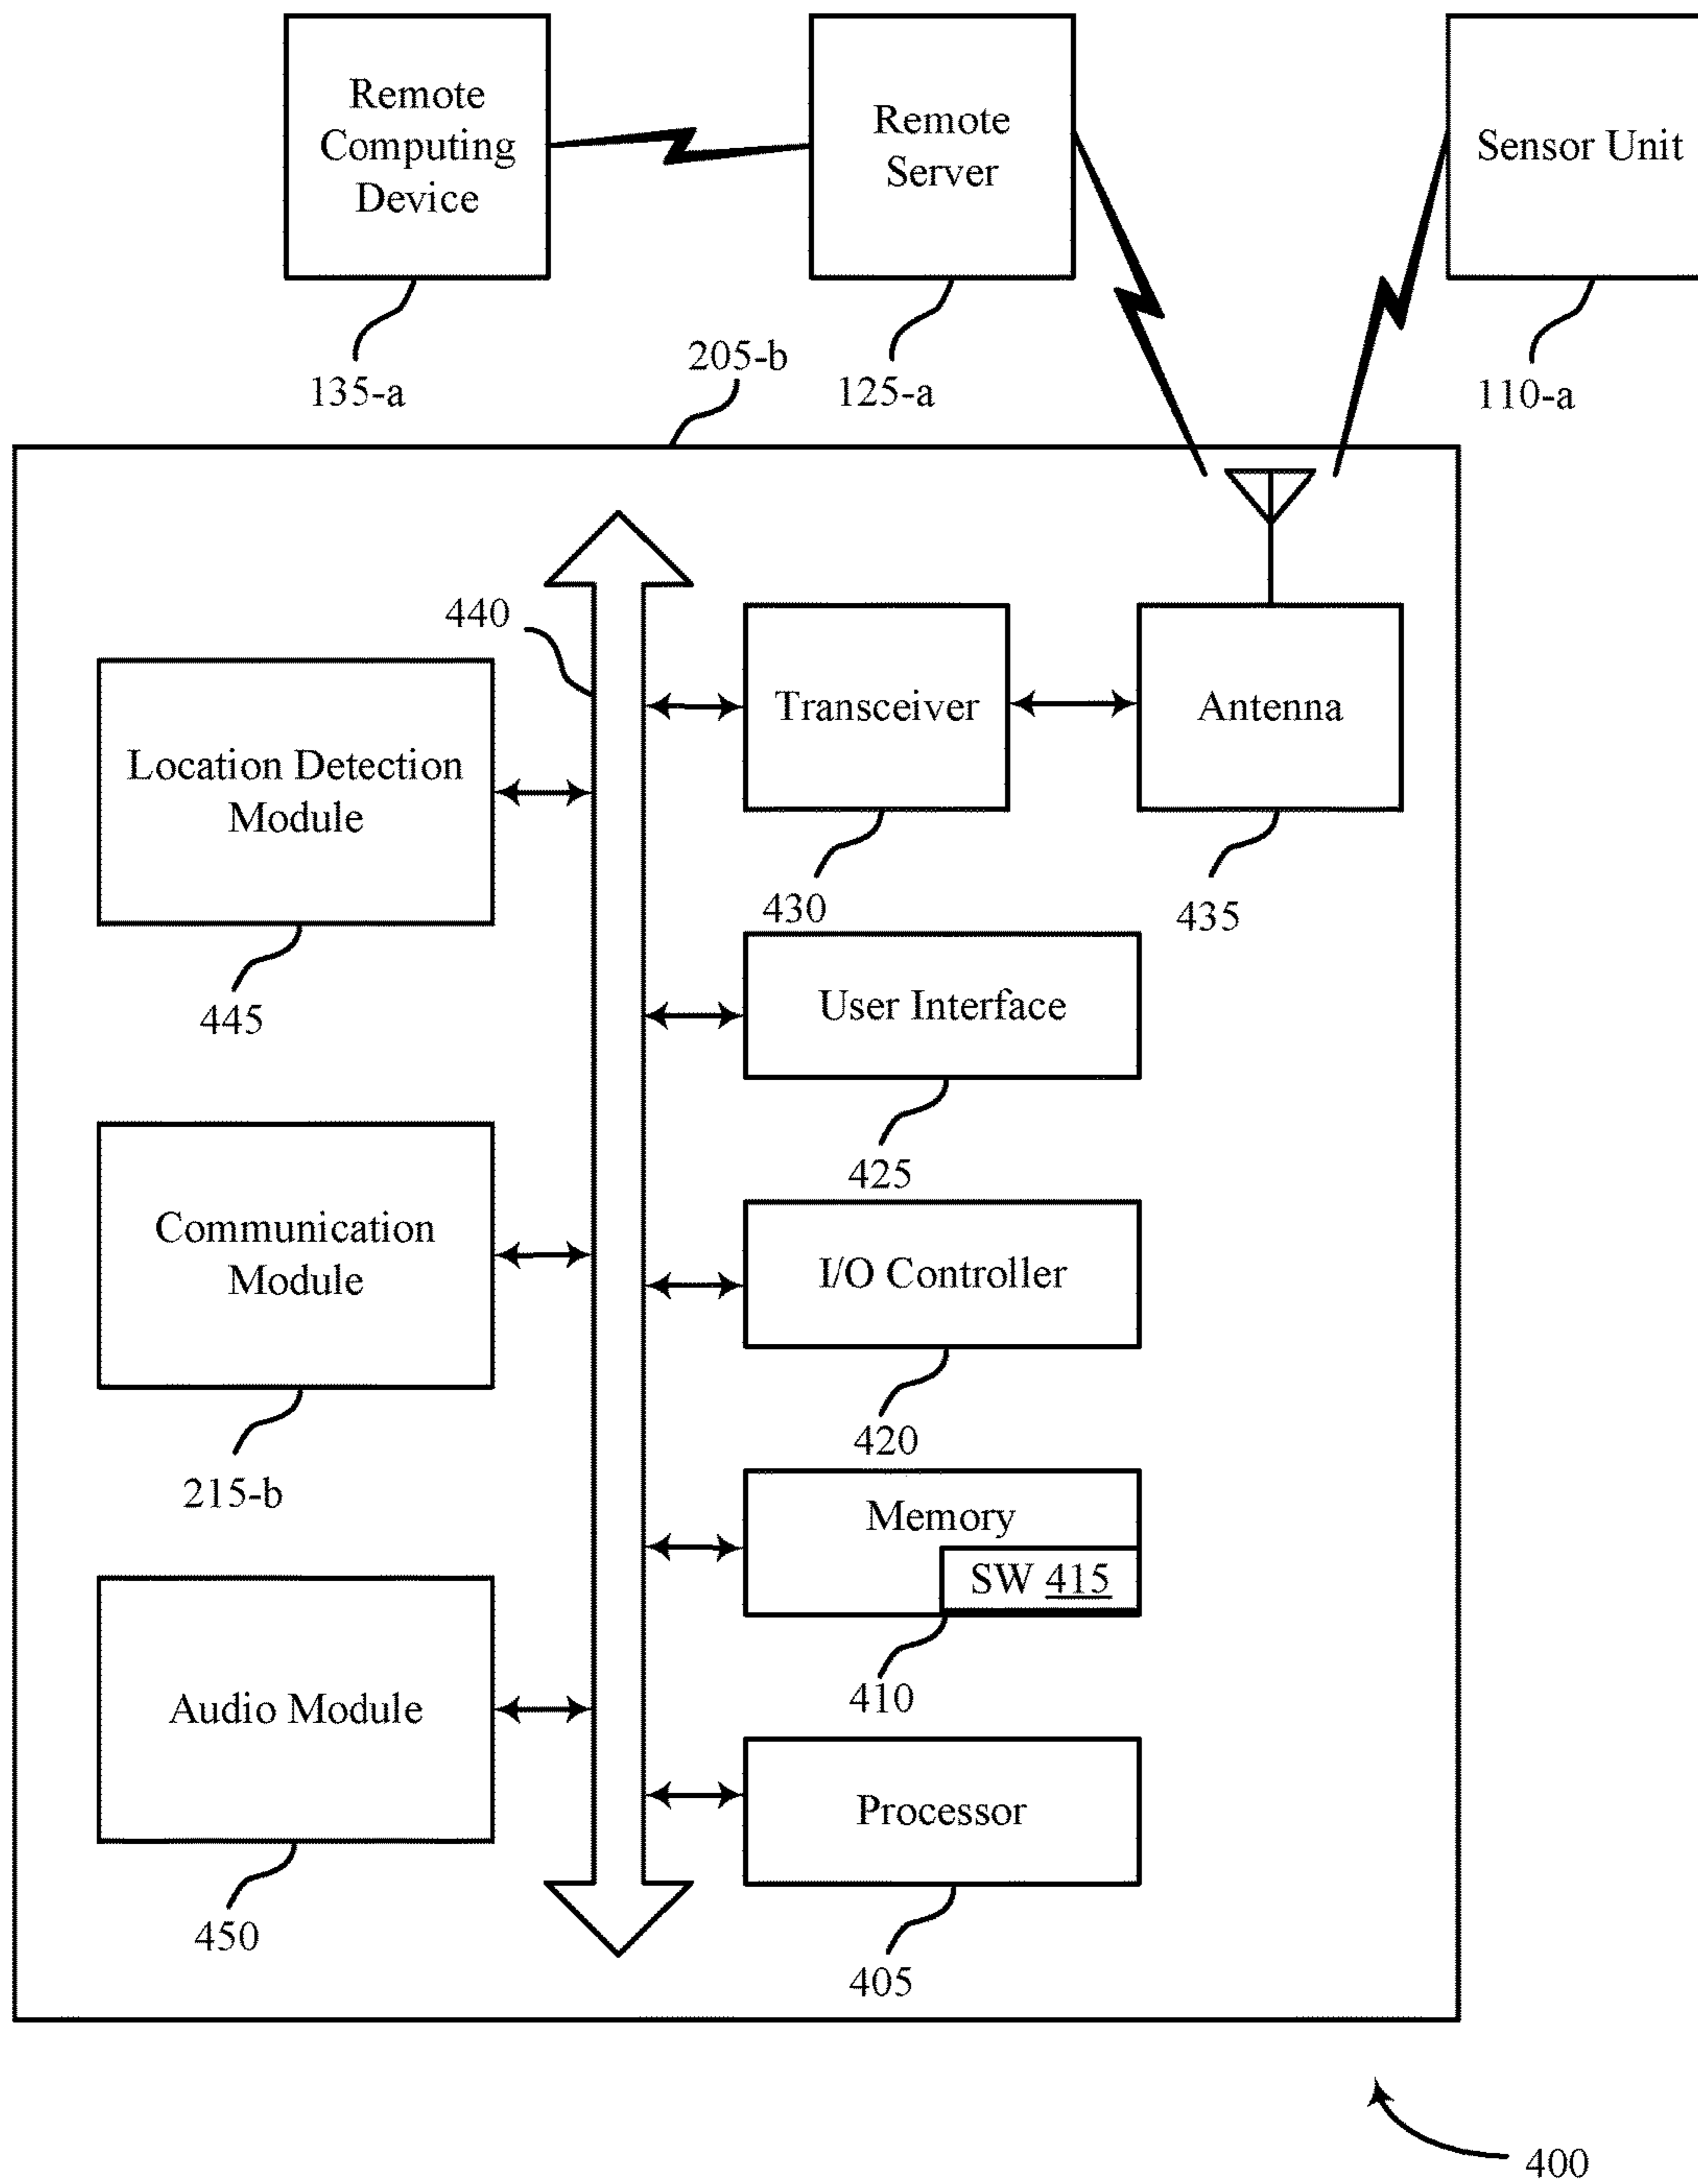 Remote
Computing
Device
Remote
Server
Sensor Unit
135-a
205-b
125-a
110-a
440
Transceiver
Antenna
Location Detection
Module
430
435
445
User Interface
425
Communication
Module
I/O Controller
420
215-b
Memory
SW 415
410
Audio Module
Processor
450
405
400